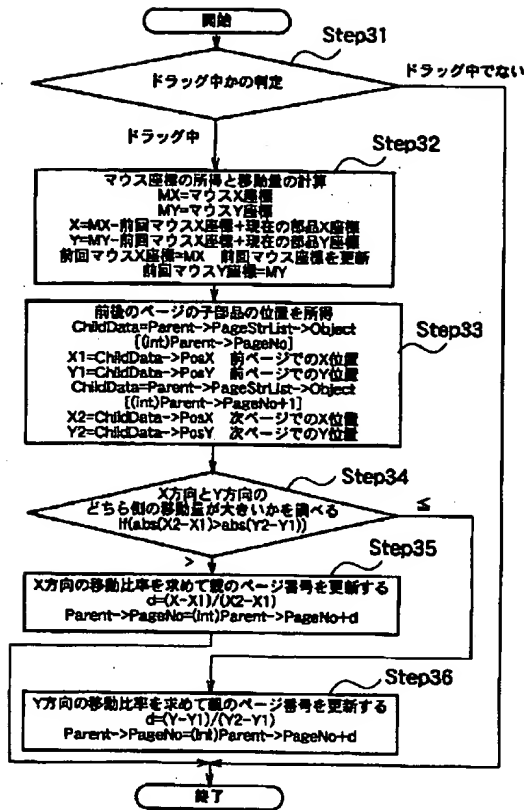 開始
Step31
ドラッグ中かの判定
ドラッグ中でない
ドラッグ中
Step32
マウス座標の所得と移動量の計算
MX=マウスX座標
MY=マウスY座標
X=MX-前回マウスX座標+現在の部品X座標
Y=MY-前回マウスY座標+現在の部品Y座標
前回マウスX座標=MX 前回マウス座標を更新
前回マウスY座標=MY
Step33
前後のページの子部品の位置を所得
ChildData=Parent->PageStrList->Object
[(int)Parent->PageNo]
X1=ChildData->PosX 前ページでのX位置
Y1=ChildData->PosY 前ページでのY位置
ChildData=Parent->PageStrList->Object
[(int)Parent->PageNo+1]
X2=ChildData->PosX 次ページでのX位置
Y2=ChildData->PosY 次ページでのY位置
Step34
X方向とY方向の
どちら側の移動量が大きいかを調べる
if(abs(X2-X1)>abs(Y2-Y1))
≦
>
Step35
X方向の移動比率を求めて親のページ番号を更新する
d=(X-X1)/(X2-X1)
Parent->PageNo=(int)Parent->PageNo+d
Step36
Y方向の移動比率を求めて親のページ番号を更新する
d=(Y-Y1)/(Y2-Y1)
Parent->PageNo=(int)Parent->PageNo+d
終了